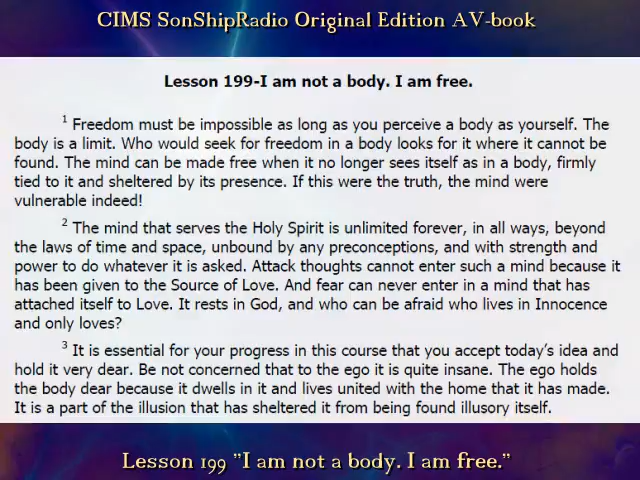 CIMS SonShipRadio Original Edition AV-book
Lesson 199-I am not a body. I am free.
1 Freedom must be impossible as long as you perceive a body as yourself. The
body is a limit. Who would seek for freedom in a body looks for it where it cannot be
found. The mind can be made free when it no longer sees itself as in a body, firmly
tied to it and sheltered by its presence. If this were the truth, the mind were
vulnerable indeed!
2 The mind that serves the Holy Spirit is unlimited forever, in all ways, beyond
the laws of time and space, unbound by any preconceptions, and with strength and
power to do whatever it is asked. Attack thoughts cannot enter such a mind because it
has been given to the Source of Love. And fear can never enter in a mind that has
attached itself to Love. It rests in God, and who can be afraid who lives in Innocence
and only loves?
3 It is essential for your progress in this course that you accept today's idea and
hold it very dear. Be not concerned that to the ego it is quite insane. The ego holds
the body dear because it dwells in it and lives united with the home that it has made.
It is a part of the illusion that has sheltered it from being found illusory itself.
Lesson 199 "I am not a body. I am free."